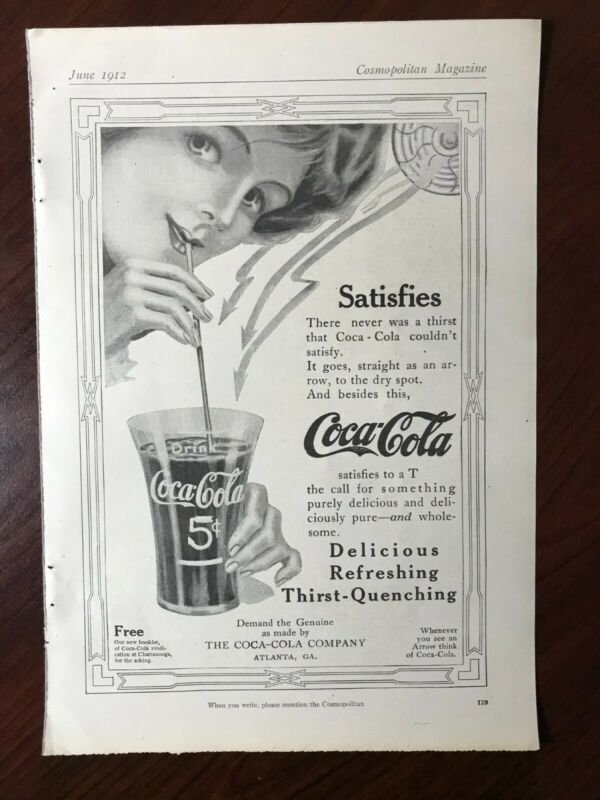 June 1912
Cosmopolitan Magazine
Satisfies
There never was a thirst
that Coca-Cola couldn't
satisfy.
It goes, straight as an ar-
row, to the dry spot.
And besides this,
Coca-Cola
satisfies to a T
the call for something
purely delicious and deli-
ciously pure—and whole-
some.
Delicious
Refreshing
Thirst-Quenching
Drink
Coca-Cola
5¢
Free
Our new booklet,
of Coca-Cola vindi-
cation at Chattanooga,
for the asking.
Demand the Genuine
as made by
THE COCA-COLA COMPANY
ATLANTA, GA.
Whenever
you see an
Arrow think
of Coca-Cola.
When you write, please mention the Cosmopolitan
179